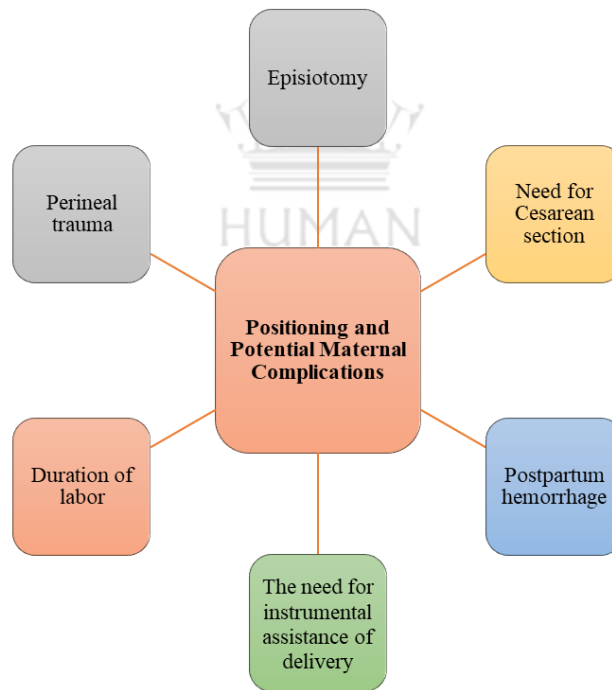 Episiotomy
Perineal
trauma
Need for
Cesarean
section
HUMAN
Positioning and
Potential Maternal
Complications
Duration of
labor
Postpartum
hemorrhage
The need for
instrumental
assistance of
delivery